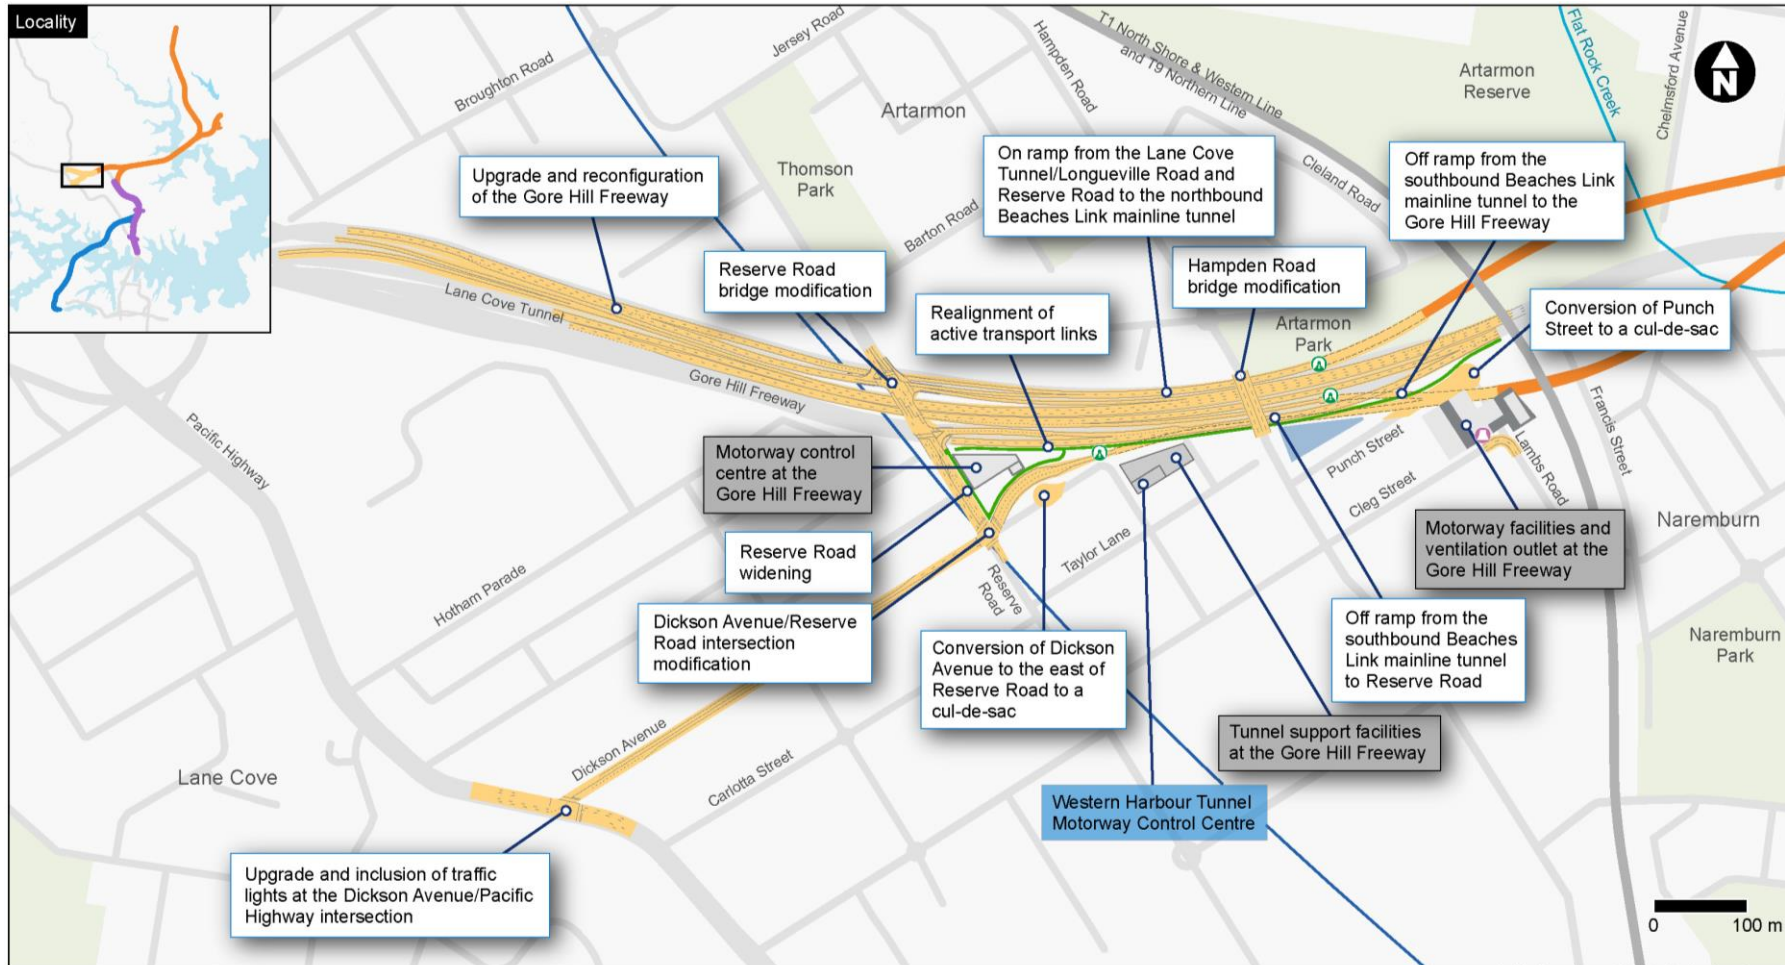 Locality
Broughton Road
Jersey Road
Hampden Road
T1 North Shore & Western Line
and T9 Northern Line
Flat Rock Creek
Chelmsford Avenue
N
Artarmon
Reserve
Artarmon
Thomson
Park
Cleland Road
Barton Road
Upgrade and reconfiguration
of the Gore Hill Freeway
On ramp from the Lane Cove
Tunnel/Longueville Road and
Reserve Road to the northbound
Beaches Link mainline tunnel
Off ramp from the
southbound Beaches Link
mainline tunnel to the
Gore Hill Freeway
Reserve Road
bridge modification
Hampden Road
bridge modification
Realignment of
active transport links
Conversion of Punch
Street to a cul-de-sac
Artarmon
Park
Lane Cove Tunnel
Gore Hill Freeway
Pacific Highway
Motorway control
centre at the
Gore Hill Freeway
Punch Street
Cleg Street
Lambs Road
Francis Street
Naremburn
Motorway facilities and
ventilation outlet at the
Gore Hill Freeway
Reserve Road
widening
Taylor Lane
Reserve
Road
Hotham Parade
Dickson Avenue/Reserve
Road intersection
modification
Conversion of Dickson
Avenue to the east of
Reserve Road to a
cul-de-sac
Off ramp from the
southbound Beaches
Link mainline tunnel
to Reserve Road
Naremburn
Park
Tunnel support facilities
at the Gore Hill Freeway
Dickson Avenue
Carlotta Street
Lane Cove
Western Harbour Tunnel
Motorway Control Centre
Upgrade and inclusion of traffic
lights at the Dickson Avenue/Pacific
Highway intersection
0 100 m